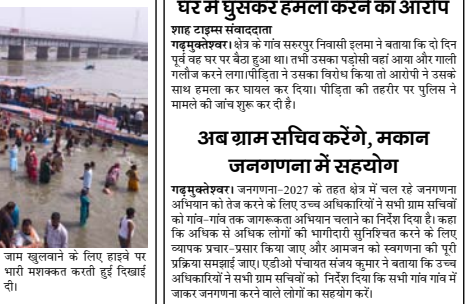 घर में घुसकर हमला करने का आरोप
शाह टाइम्स संवाददाता
गढ़मुक्तेश्वर। क्षेत्र के गांव सरुरपुर निवासी इलमा ने बताया कि दो दिन
पूर्व वह घर पर बैठा हुआ था। तभी उसका पड़ोसी वहां आया और गाली
गलौज करने लगा।पीड़िता ने उसका विरोध किया तो आरोपी ने उसके
साथ हमला कर घायल कर दिया। पीड़िता की तहरीर पर पुलिस ने
मामले की जांच शुरू कर दी है।
अब ग्राम सचिव करेंगे, मकान
जनगणना में सहयोग
गढ़मुक्तेश्वर। जनगणना-2027 के तहत क्षेत्र में चल रहे जनगणना
अभियान को तेज करने के लिए उच्च अधिकारियों ने सभी ग्राम सचिवों
को गांव-गांव तक जागरूकता अभियान चलाने का निर्देश दिया है। कहा
कि अधिक से अधिक लोगों की भागीदारी सुनिश्चित करने के लिए
व्यापक प्रचार-प्रसार किया जाए और आमजन को स्वगणना की पूरी
प्रक्रिया समझाई जाए। एडीओ पंचायत संजय कुमार ने बताया कि उच्च
अधिकारियों ने सभी ग्राम सचिवों को निर्देश दिया कि सभी गांव गांव में
जाकर जनगणना करने वाले लोगों का सहयोग करें।
जाम खुलवाने के लिए हाइवे पर
भारी मशक्कत करती हुई दिखाई
दी।